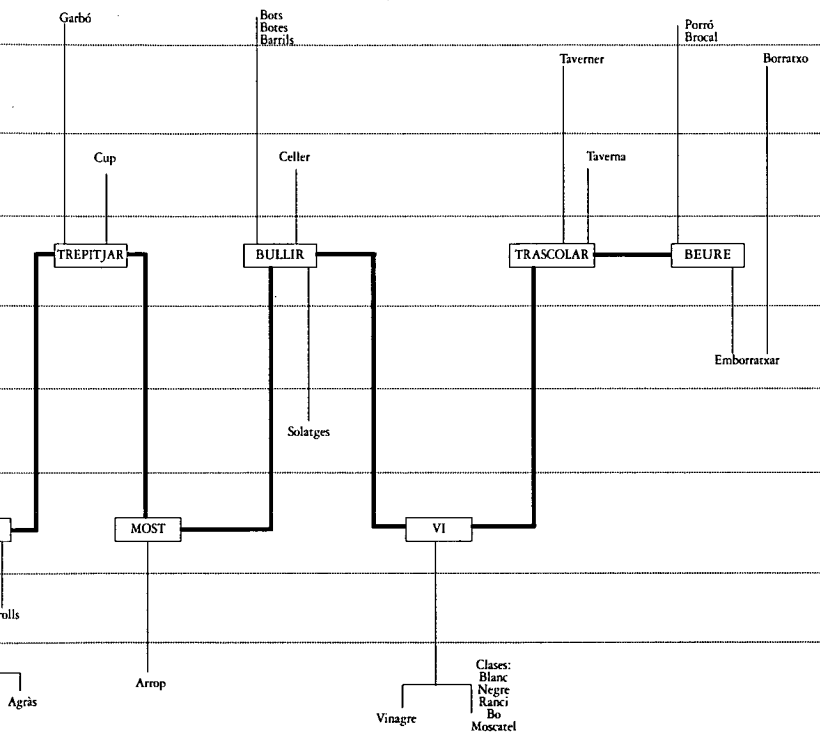 Garbó
Bots
Botes
Barrils
Porró
Brocal
Taverner
Borratxo
Cup
Celler
Taverna
TREPITJAR
BULLIR
TRASCOLAR
BEURE
Emborratxar
Solatges
MOST
VI
rolls
Arrop
Agràs
Vinagre
Clases:
Blanc
Negre
Ranci
Bo
Moscatel